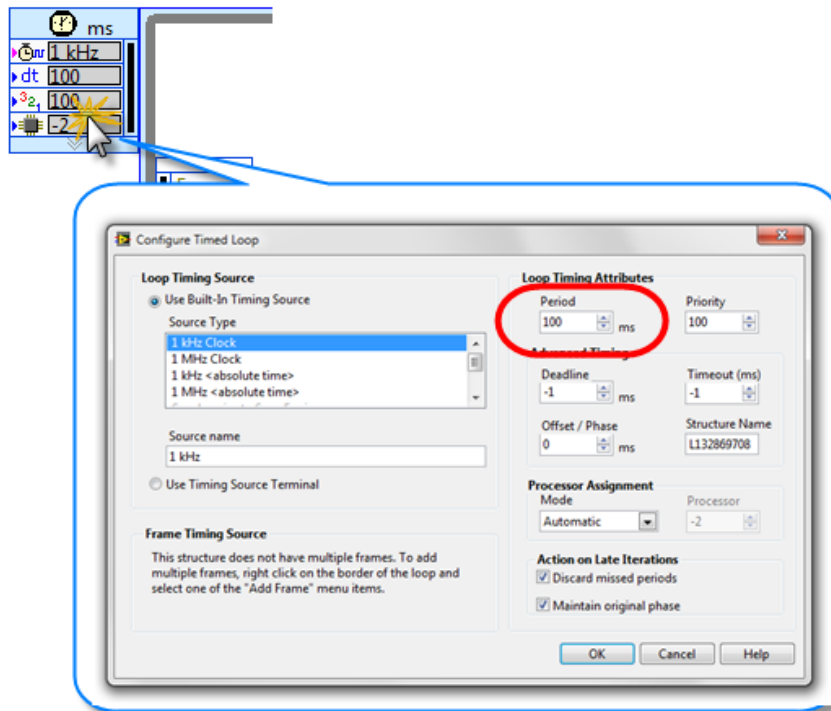 ms
1 kHz
dt 100
321 100
-2
Configure Timed Loop
Loop Timing Source
Use Built-In Timing Source
Source Type
1 kHz Clock
1 MHz Clock
1 kHz <absolute time>
1 MHz <absolute time>
Source name
1 kHz
Use Timing Source Terminal
Frame Timing Source
This structure does not have multiple frames. To add
multiple frames, right click on the border of the loop and
select one of the "Add Frame" menu items.
Loop Timing Attributes
Period Priority
100 ms 100
Advanced Timing
Deadline Timeout (ms)
-1 ms -1
Offset / Phase Structure Name
0 ms L132869708
Processor Assignment
Mode Processor
Automatic -2
Action on Late Iterations
Discard missed periods
Maintain original phase
OK Cancel Help